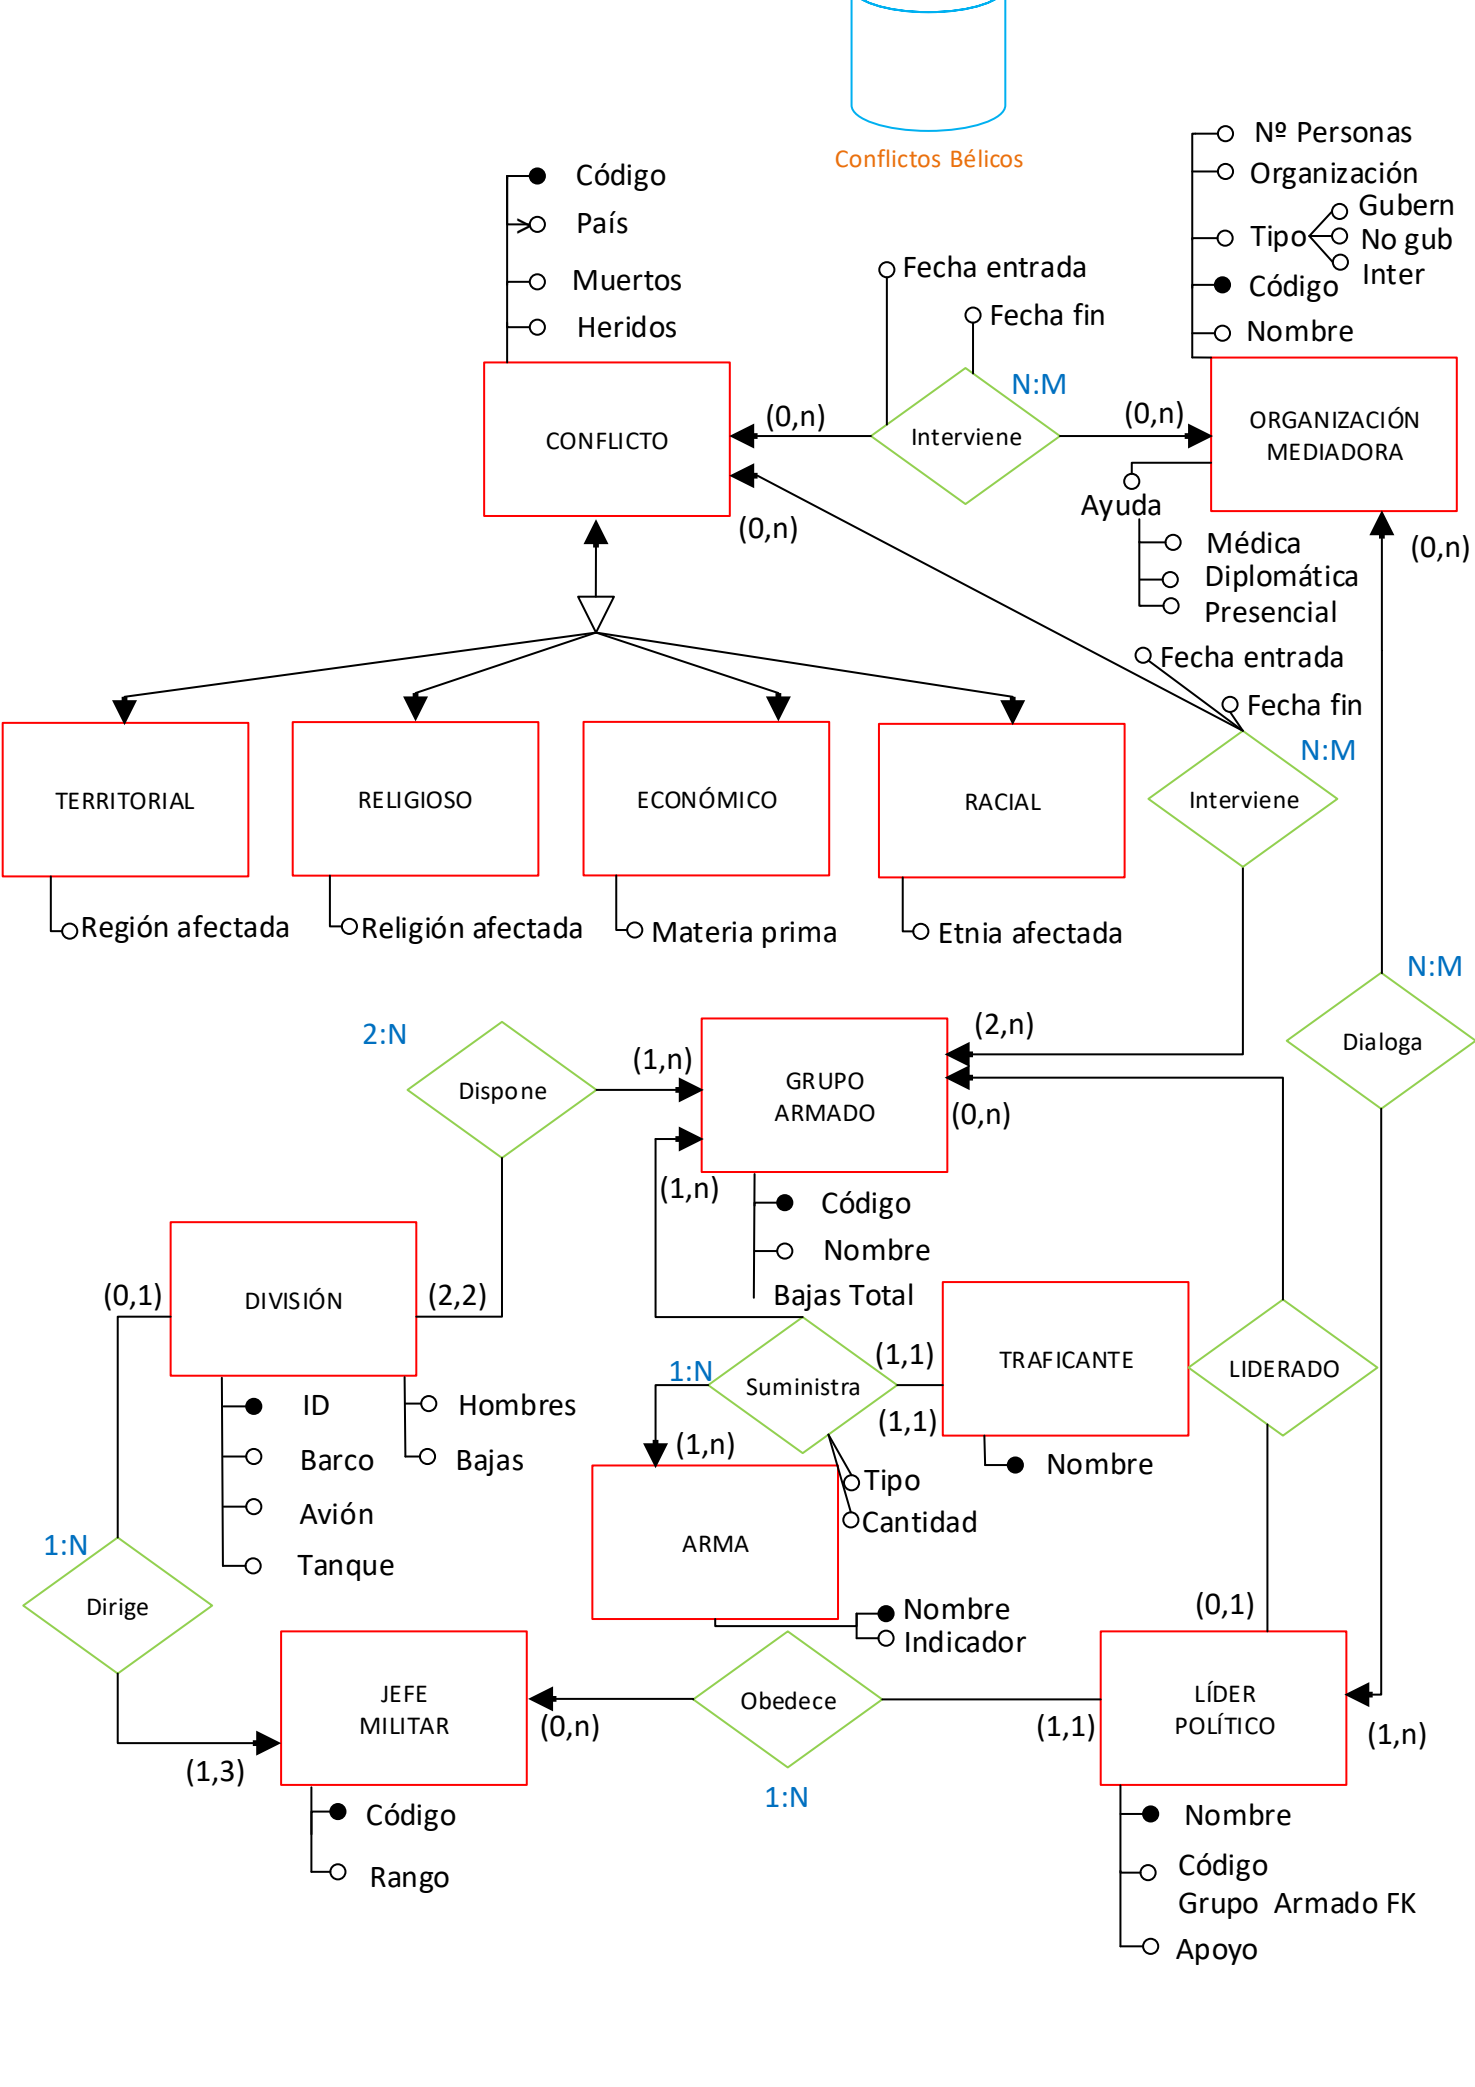 Conflictos Bélicos
Código
País
Muertos
Heridos
Nº Personas
Organización
Tipo
Gubern
No gub
Inter
Código
Nombre
Fecha entrada
Fecha fin
N:M
(0,n)
(0,n)
CONFLICTO
Interviene
ORGANIZACIÓN
MEDIADORA
(0,n)
Ayuda
Médica
Diplomática
Presencial
(0,n)
Fecha entrada
Fecha fin
N:M
TERRITORIAL
RELIGIOSO
ECONÓMICO
RACIAL
Interviene
Región afectada
Religión afectada
Materia prima
Etnia afectada
N:M
2:N
(2,n)
(1,n)
Dispone
GRUPO
ARMADO
Dialoga
(0,n)
(1,n)
Código
Nombre
Bajas Total
(0,1)
DIVISIÓN
(2,2)
TRAFICANTE
(1,1)
1:N
Suministra
LIDERADO
(1,1)
ID
Barco
Avión
Tanque
Hombres
Bajas
(1,n)
Nombre
Tipo
Cantidad
ARMA
1:N
Dirige
Nombre
Indicador
(0,1)
JEFE
MILITAR
(0,n)
Obedece
(1,1)
LÍDER
POLÍTICO
(1,n)
(1,3)
1:N
Código
Rango
Nombre
Código
Grupo Armado FK
Apoyo